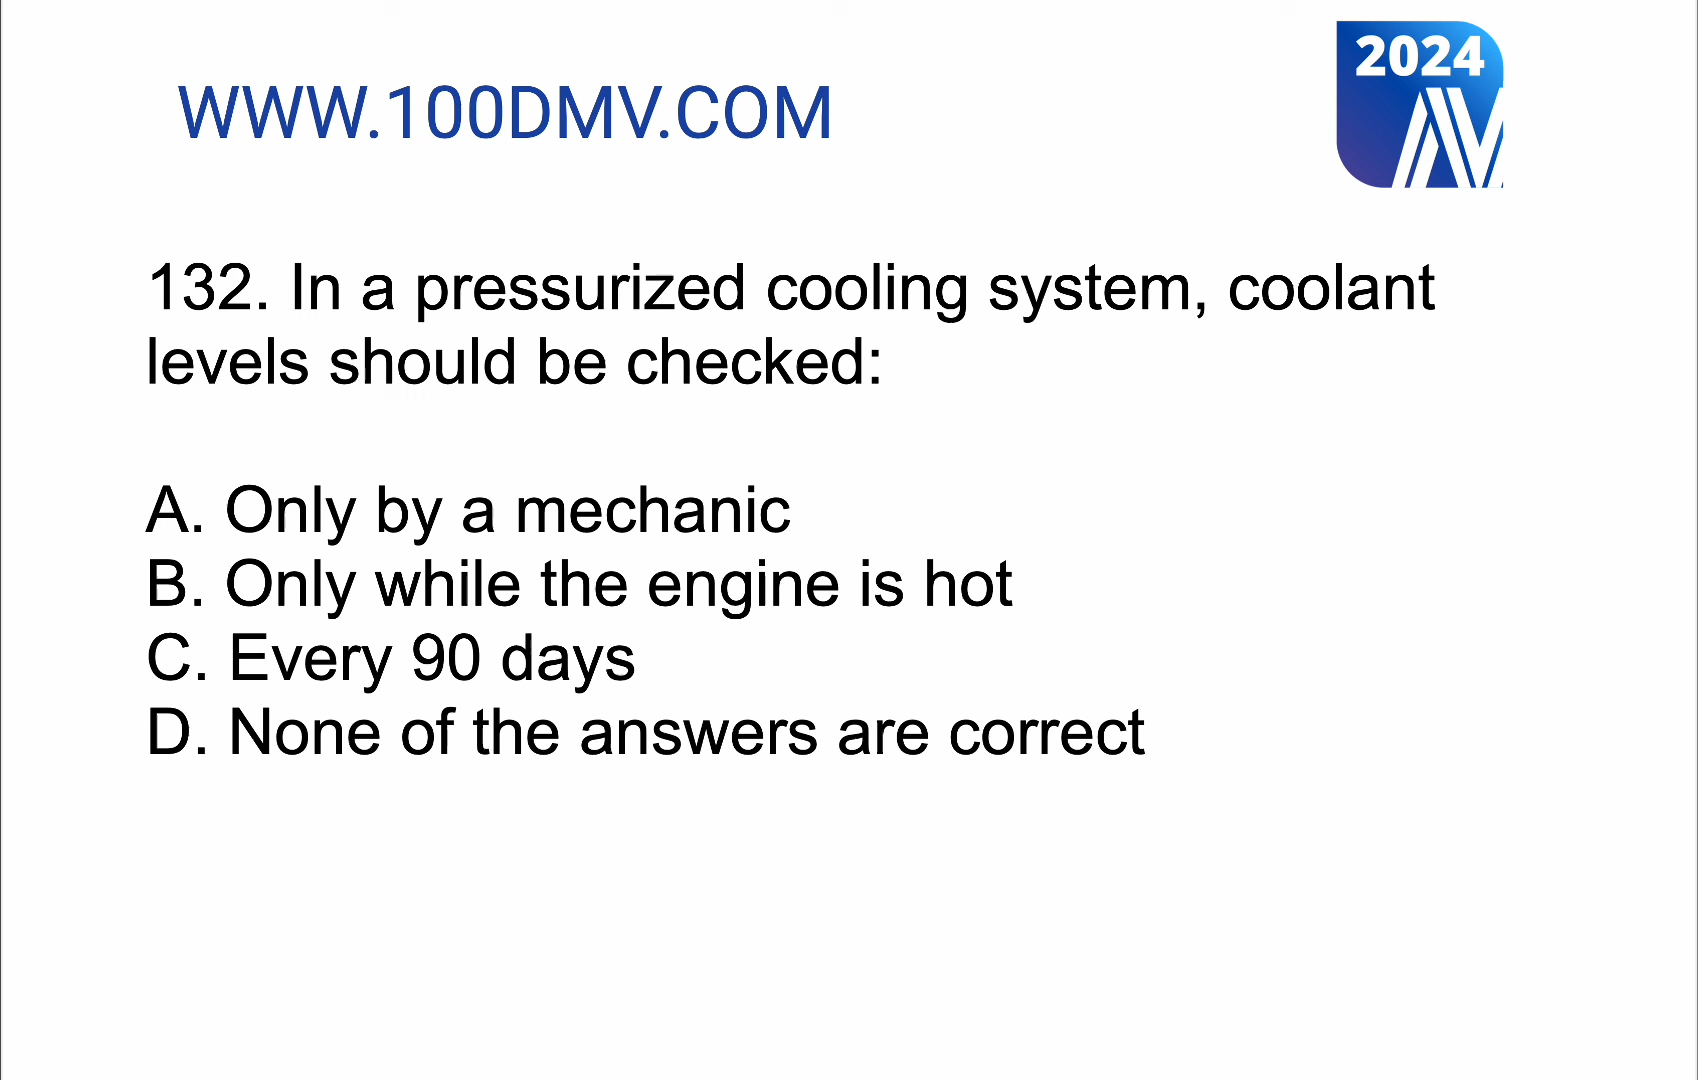 WWW.100DMV.COM
2024
132. In a pressurized cooling system, coolant
levels should be checked:
A. Only by a mechanic
B. Only while the engine is hot
C. Every 90 days
D. None of the answers are correct